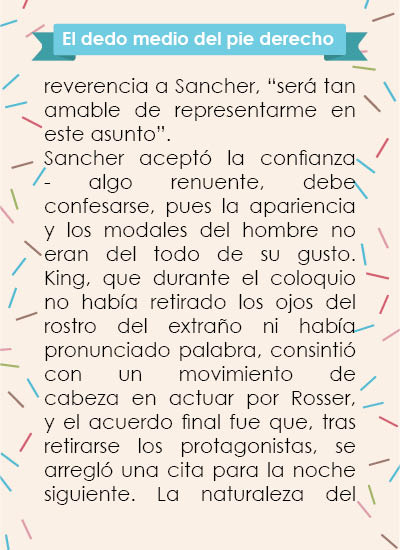 El dedo medio del pie derecho
reverencia a Sancher, “será tan
amable de representarme en
este asunto”.
Sancher aceptó la confianza
- algo renuente, debe
confesarse, pues la apariencia
y los modales del hombre no
eran del todo de su gusto.
King, que durante el coloquio
no había retirado los ojos del
rostro del extraño ni había
pronunciado palabra, consintió
con un movimiento de
cabeza en actuar por Rosser,
y el acuerdo final fue que, tras
retirarse los protagonistas, se
arregló una cita para la noche
siguiente. La naturaleza del